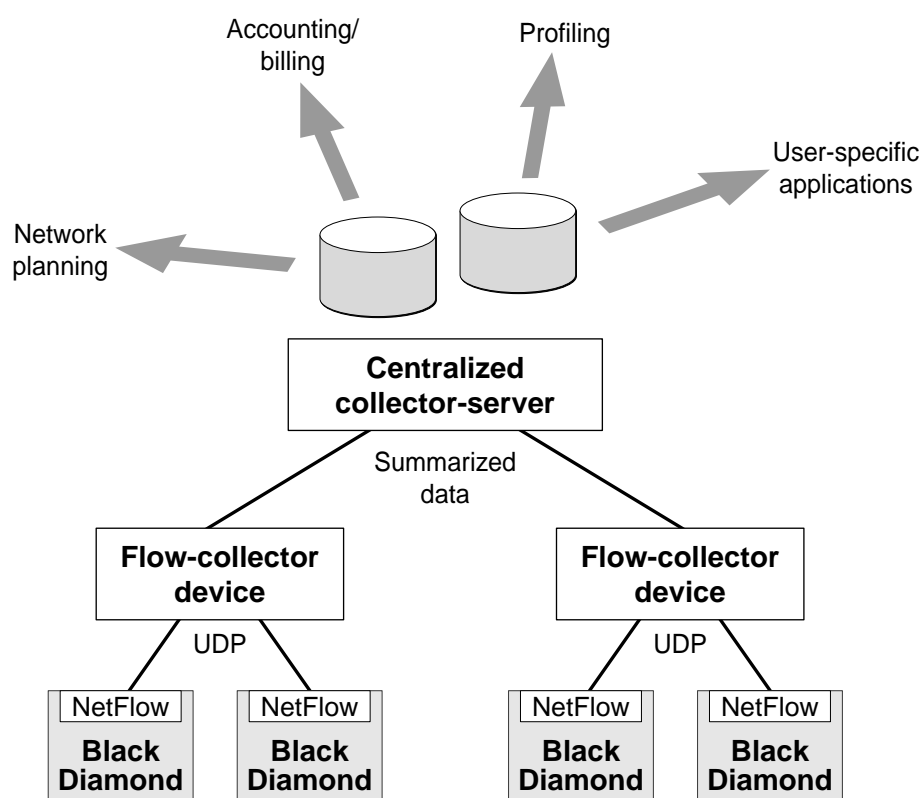 Accounting/
billing
Profiling
User-specific
applications
Network
planning
Centralized
collector-server
Summarized
data
Flow-collector
device
Flow-collector
device
UDP
UDP
NetFlow
NetFlow
NetFlow
NetFlow
Black
Diamond
Black
Diamond
Black
Diamond
Black
Diamond